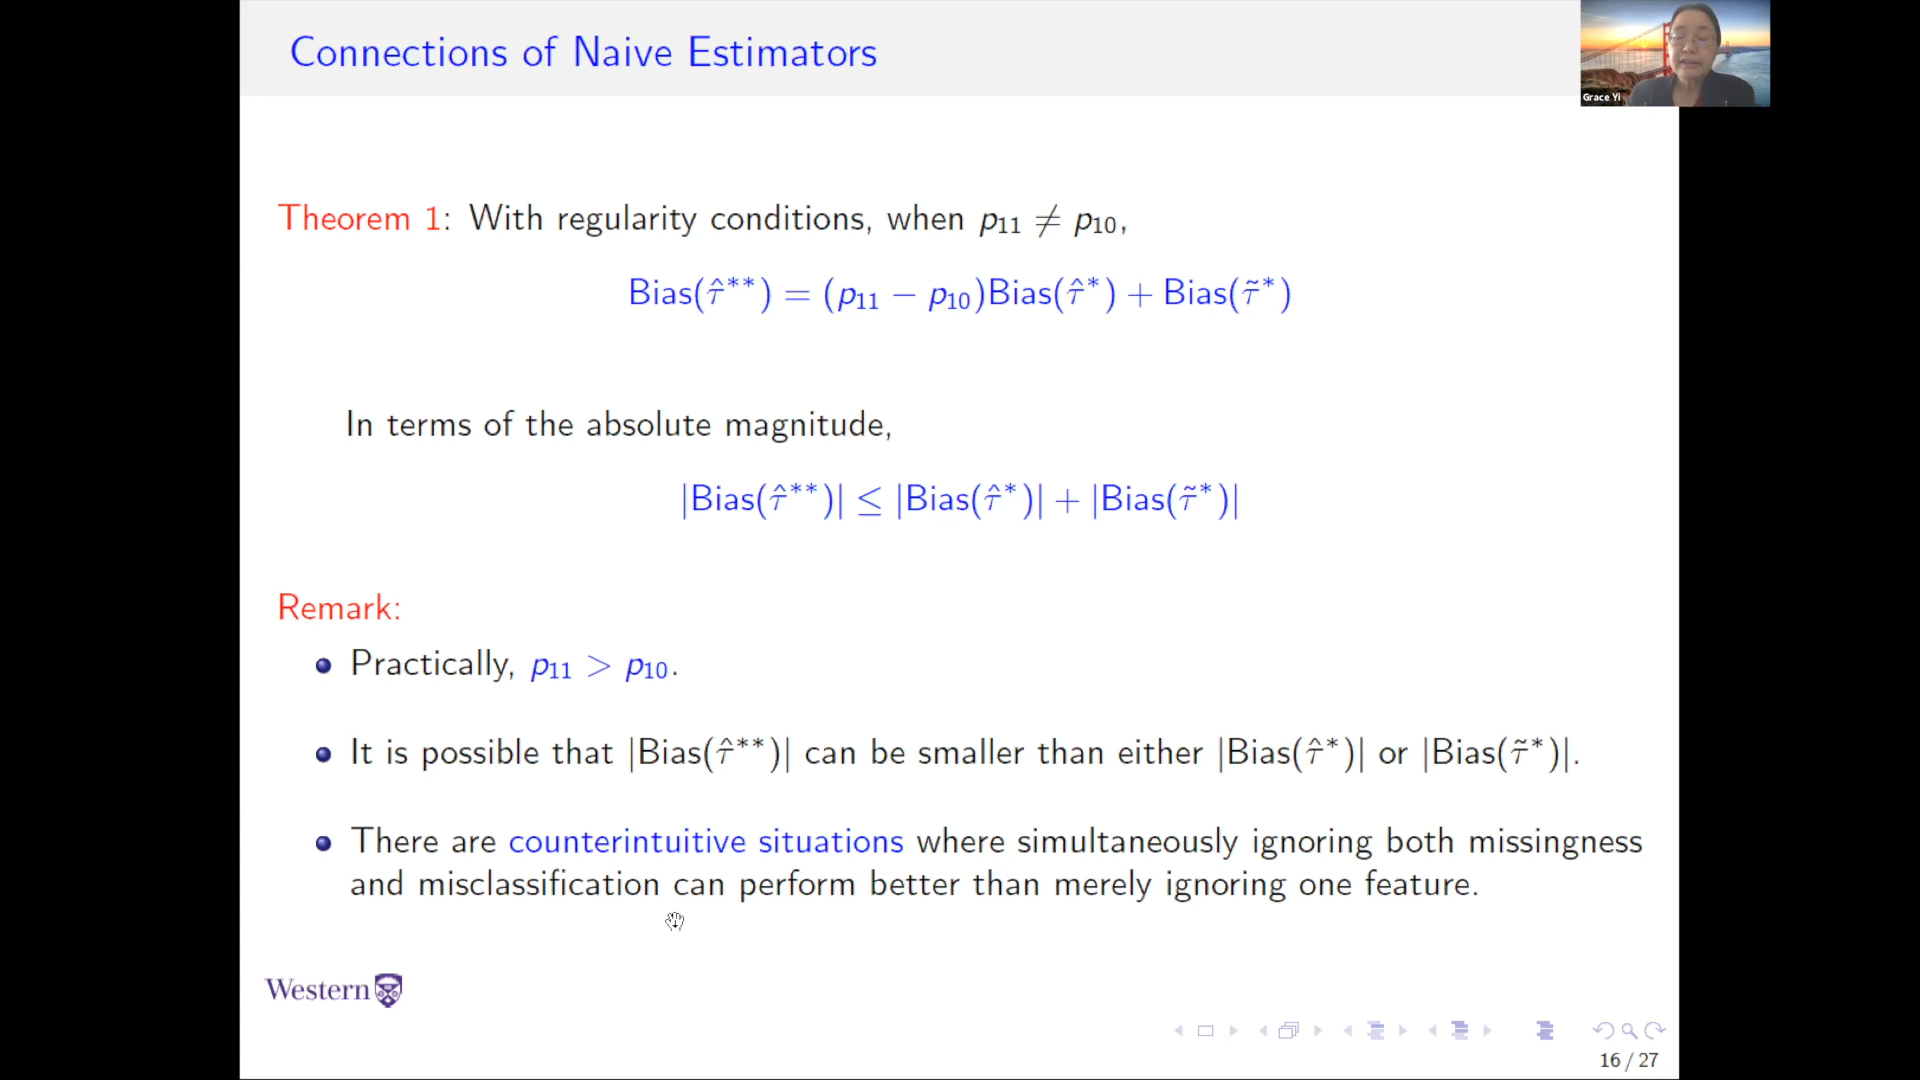 Connections of Naive Estimators
Grace Yi
Theorem 1: With regularity conditions, when p₁₁ ≠ p₁₀,
Bias(τ̂**) = (p₁₁ − p₁₀)Bias(τ̂*) + Bias(τ̃*)
In terms of the absolute magnitude,
|Bias(τ̂**)| ≤ |Bias(τ̂*)| + |Bias(τ̃*)|
Remark:
Practically, p₁₁ > p₁₀.
It is possible that |Bias(τ̂**)| can be smaller than either |Bias(τ̂*)| or |Bias(τ̃*)|.
There are counterintuitive situations where simultaneously ignoring both missingness
and misclassification can perform better than merely ignoring one feature.
Western
16 / 27